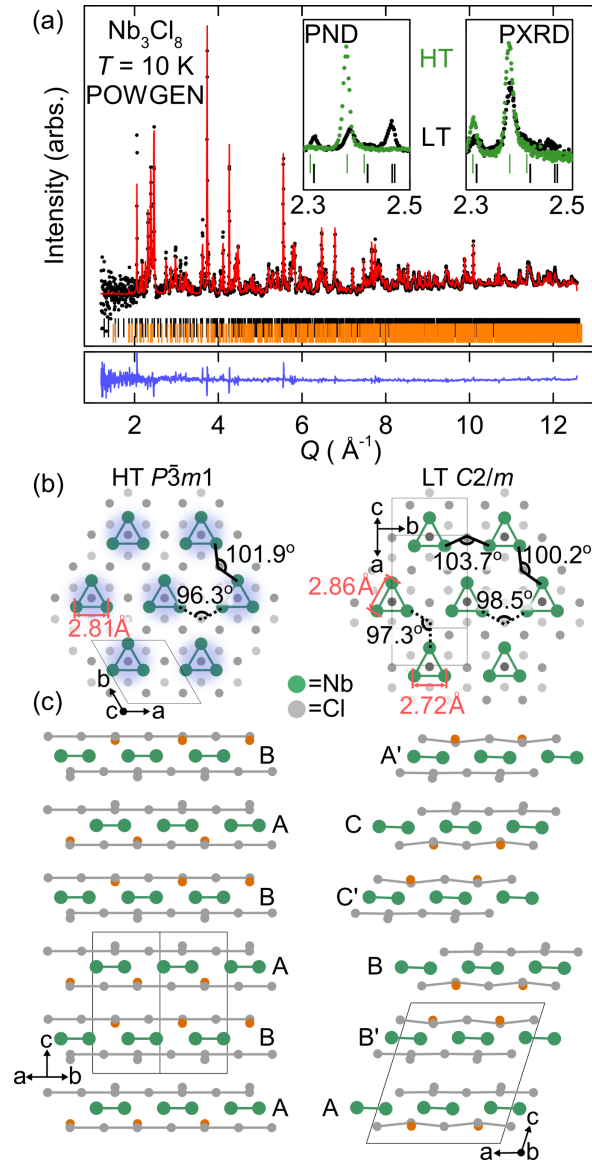 (a)
Nb₃Cl₈
T = 10 K
POWGEN
PND
PXRD
HT
LT
2.3
2.5
2.3
2.5
Intensity (arbs.)
2
4
6
8
10
12
Q ( Å⁻¹)
(b)
HT P3̄m1
LT C2/m
101.9°
96.3°
2.81Å
b
c
a
c
b
a
103.7°
100.2°
2.86Å
98.5°
97.3°
2.72Å
=Nb
=Cl
(c)
B
A
B
A
B
A
c
a
b
A'
C
C'
B
B'
A
c
a
b